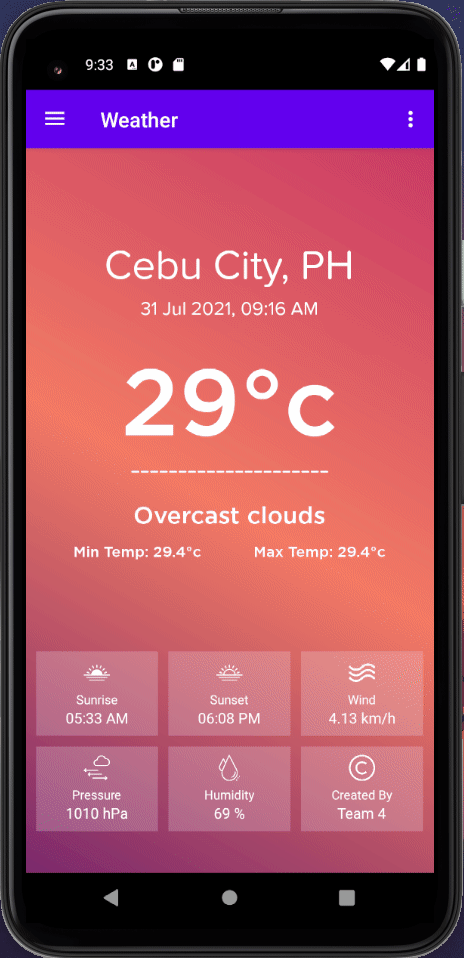 9:33
Weather
Cebu City, PH
31 Jul 2021, 09:16 AM
29°c
--------------------
Overcast clouds
Min Temp: 29.4°c Max Temp: 29.4°c
Sunrise
05:33 AM
Sunset
06:08 PM
Wind
4.13 km/h
Pressure
1010 hPa
Humidity
69 %
Created By
Team 4